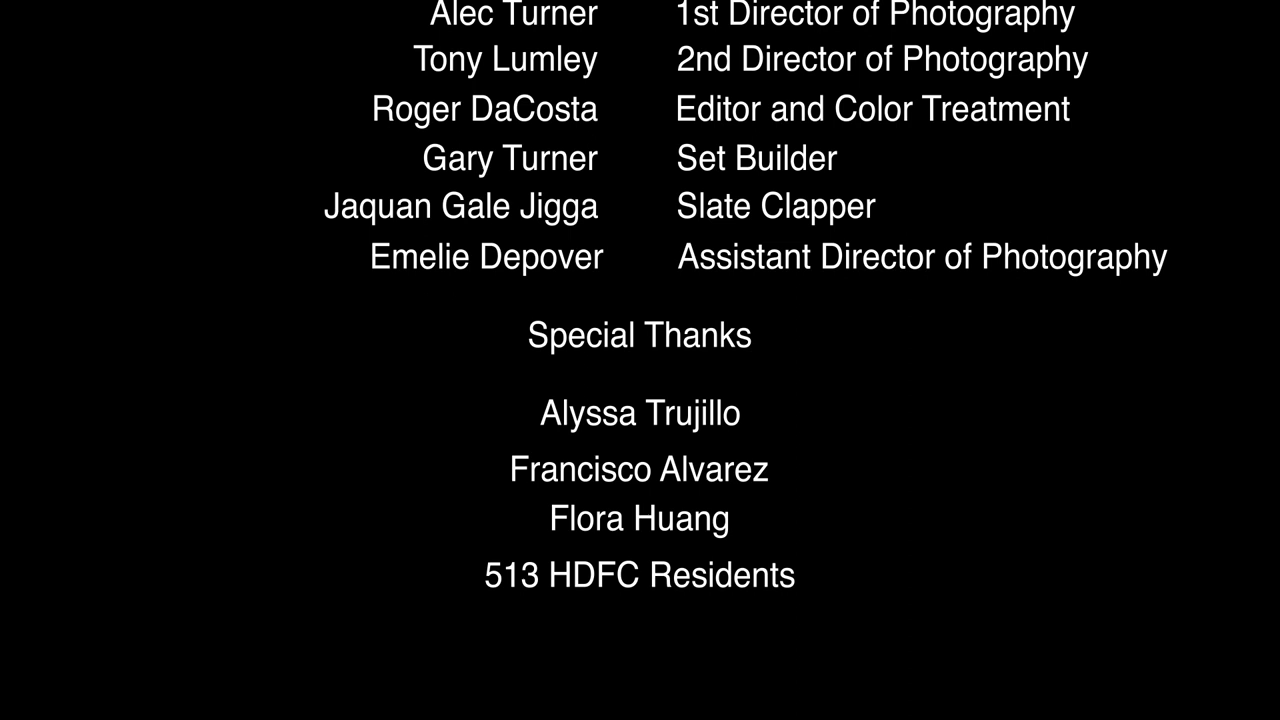 Alec Turner 1st Director of Photography
Tony Lumley 2nd Director of Photography
Roger DaCosta Editor and Color Treatment
Gary Turner Set Builder
Jaquan Gale Jigga Slate Clapper
Emelie Depover Assistant Director of Photography
Special Thanks
Alyssa Trujillo
Francisco Alvarez
Flora Huang
513 HDFC Residents